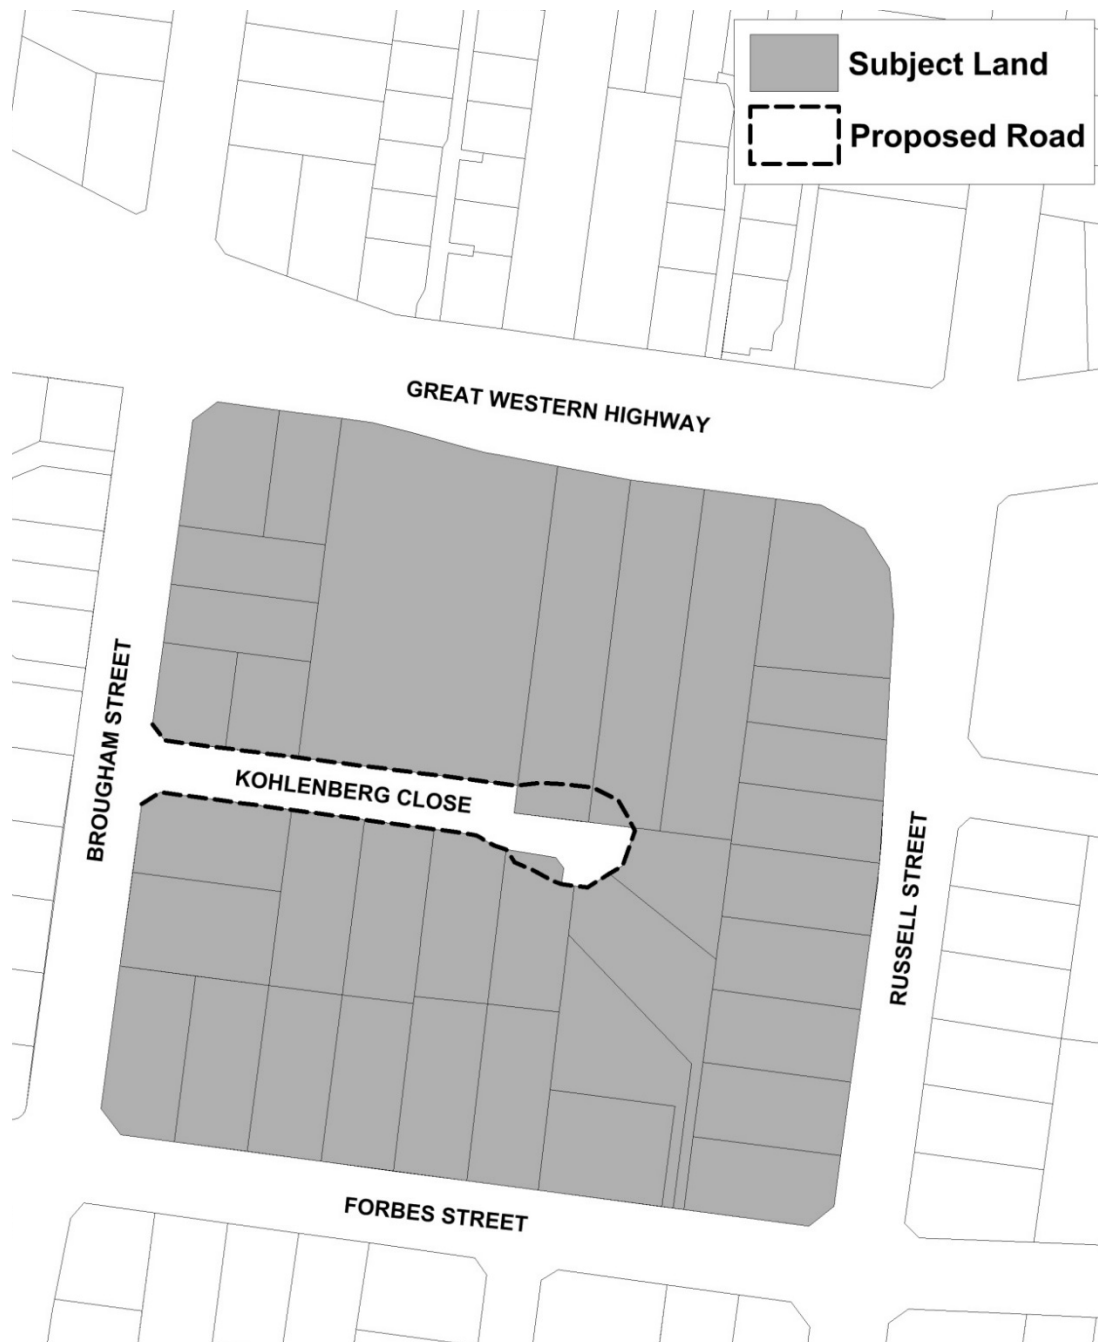 Subject Land
Proposed Road
GREAT WESTERN HIGHWAY
BROUGHAM STREET
KOHLENBERG CLOSE
RUSSELL STREET
FORBES STREET